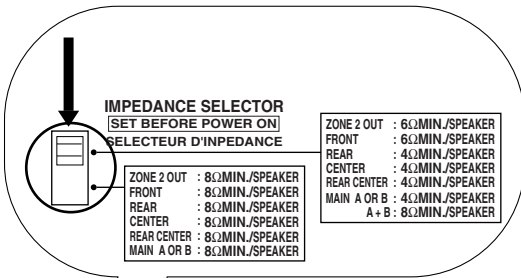 IMPEDANCE SELECTOR
SET BEFORE POWER ON
SELECTEUR D'INPEDANCE
ZONE 2 OUT : 8ΩMIN./SPEAKER
FRONT : 8ΩMIN./SPEAKER
REAR : 8ΩMIN./SPEAKER
CENTER : 8ΩMIN./SPEAKER
REAR CENTER : 8ΩMIN./SPEAKER
MAIN A OR B : 8ΩMIN./SPEAKER
ZONE 2 OUT : 6ΩMIN./SPEAKER
FRONT : 6ΩMIN./SPEAKER
REAR : 4ΩMIN./SPEAKER
CENTER : 4ΩMIN./SPEAKER
REAR CENTER : 4ΩMIN./SPEAKER
MAIN A OR B : 4ΩMIN./SPEAKER
A + B : 8ΩMIN./SPEAKER